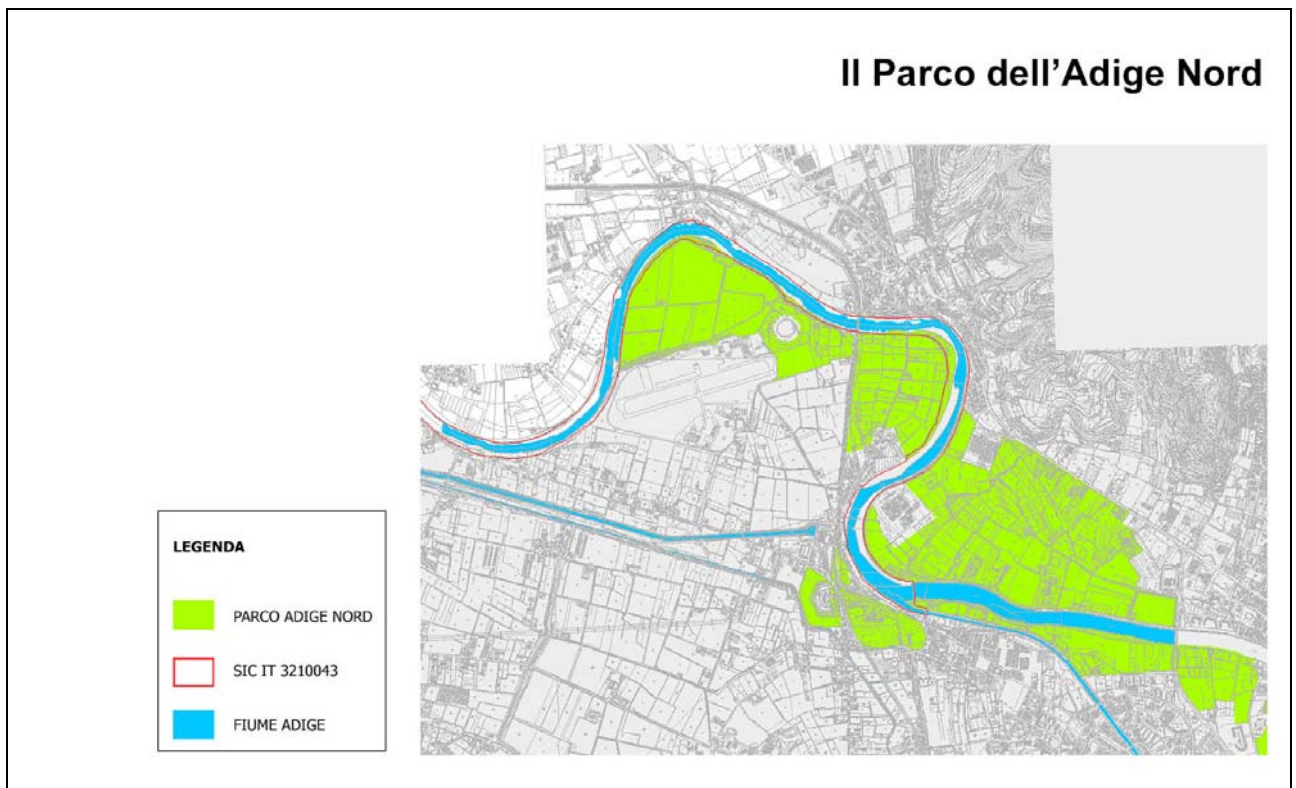 Il Parco dell’Adige Nord
LEGENDA
PARCO ADIGE NORD
SIC IT 3210043
FIUME ADIGE